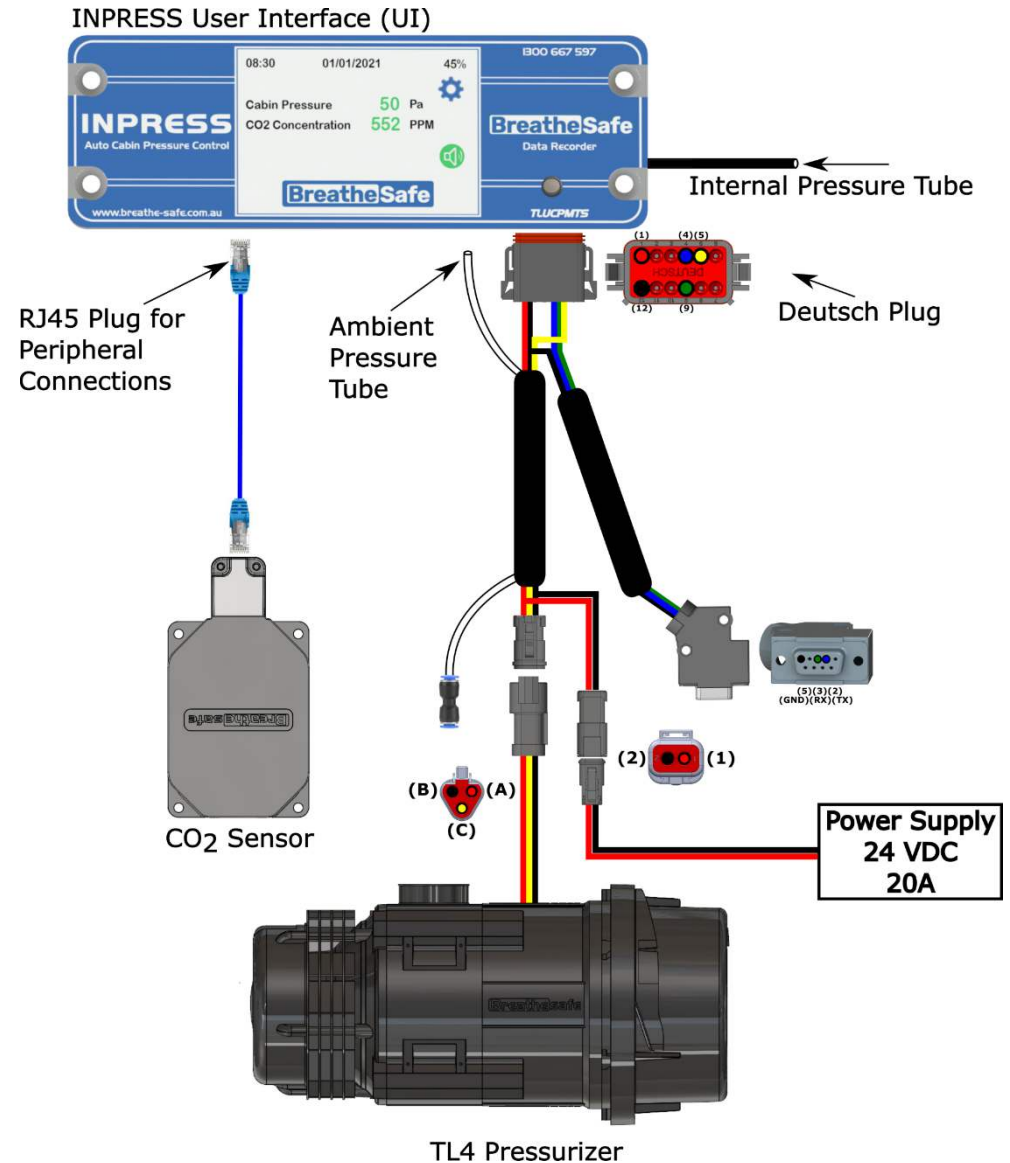 INPRESS User Interface (UI)
1300 667 597
08:30 01/01/2021 45%
Cabin Pressure 50 Pa
CO2 Concentration 552 PPM
INPRESS
Auto Cabin Pressure Control
BreatheSafe
Data Recorder
BreatheSafe
www.breathe-safe.com.au
TLUCPMTS
Internal Pressure Tube
(1) (4)(5)
DEUTSCH
(12) (9)
Deutsch Plug
RJ45 Plug for
Peripheral
Connections
Ambient
Pressure
Tube
(5)(3)(2)
(GND)(RX)(TX)
Breathesafe
(2) (1)
(B) (A)
(C)
CO2 Sensor
Power Supply
24 VDC
20A
Breathesafe
TL4 Pressurizer